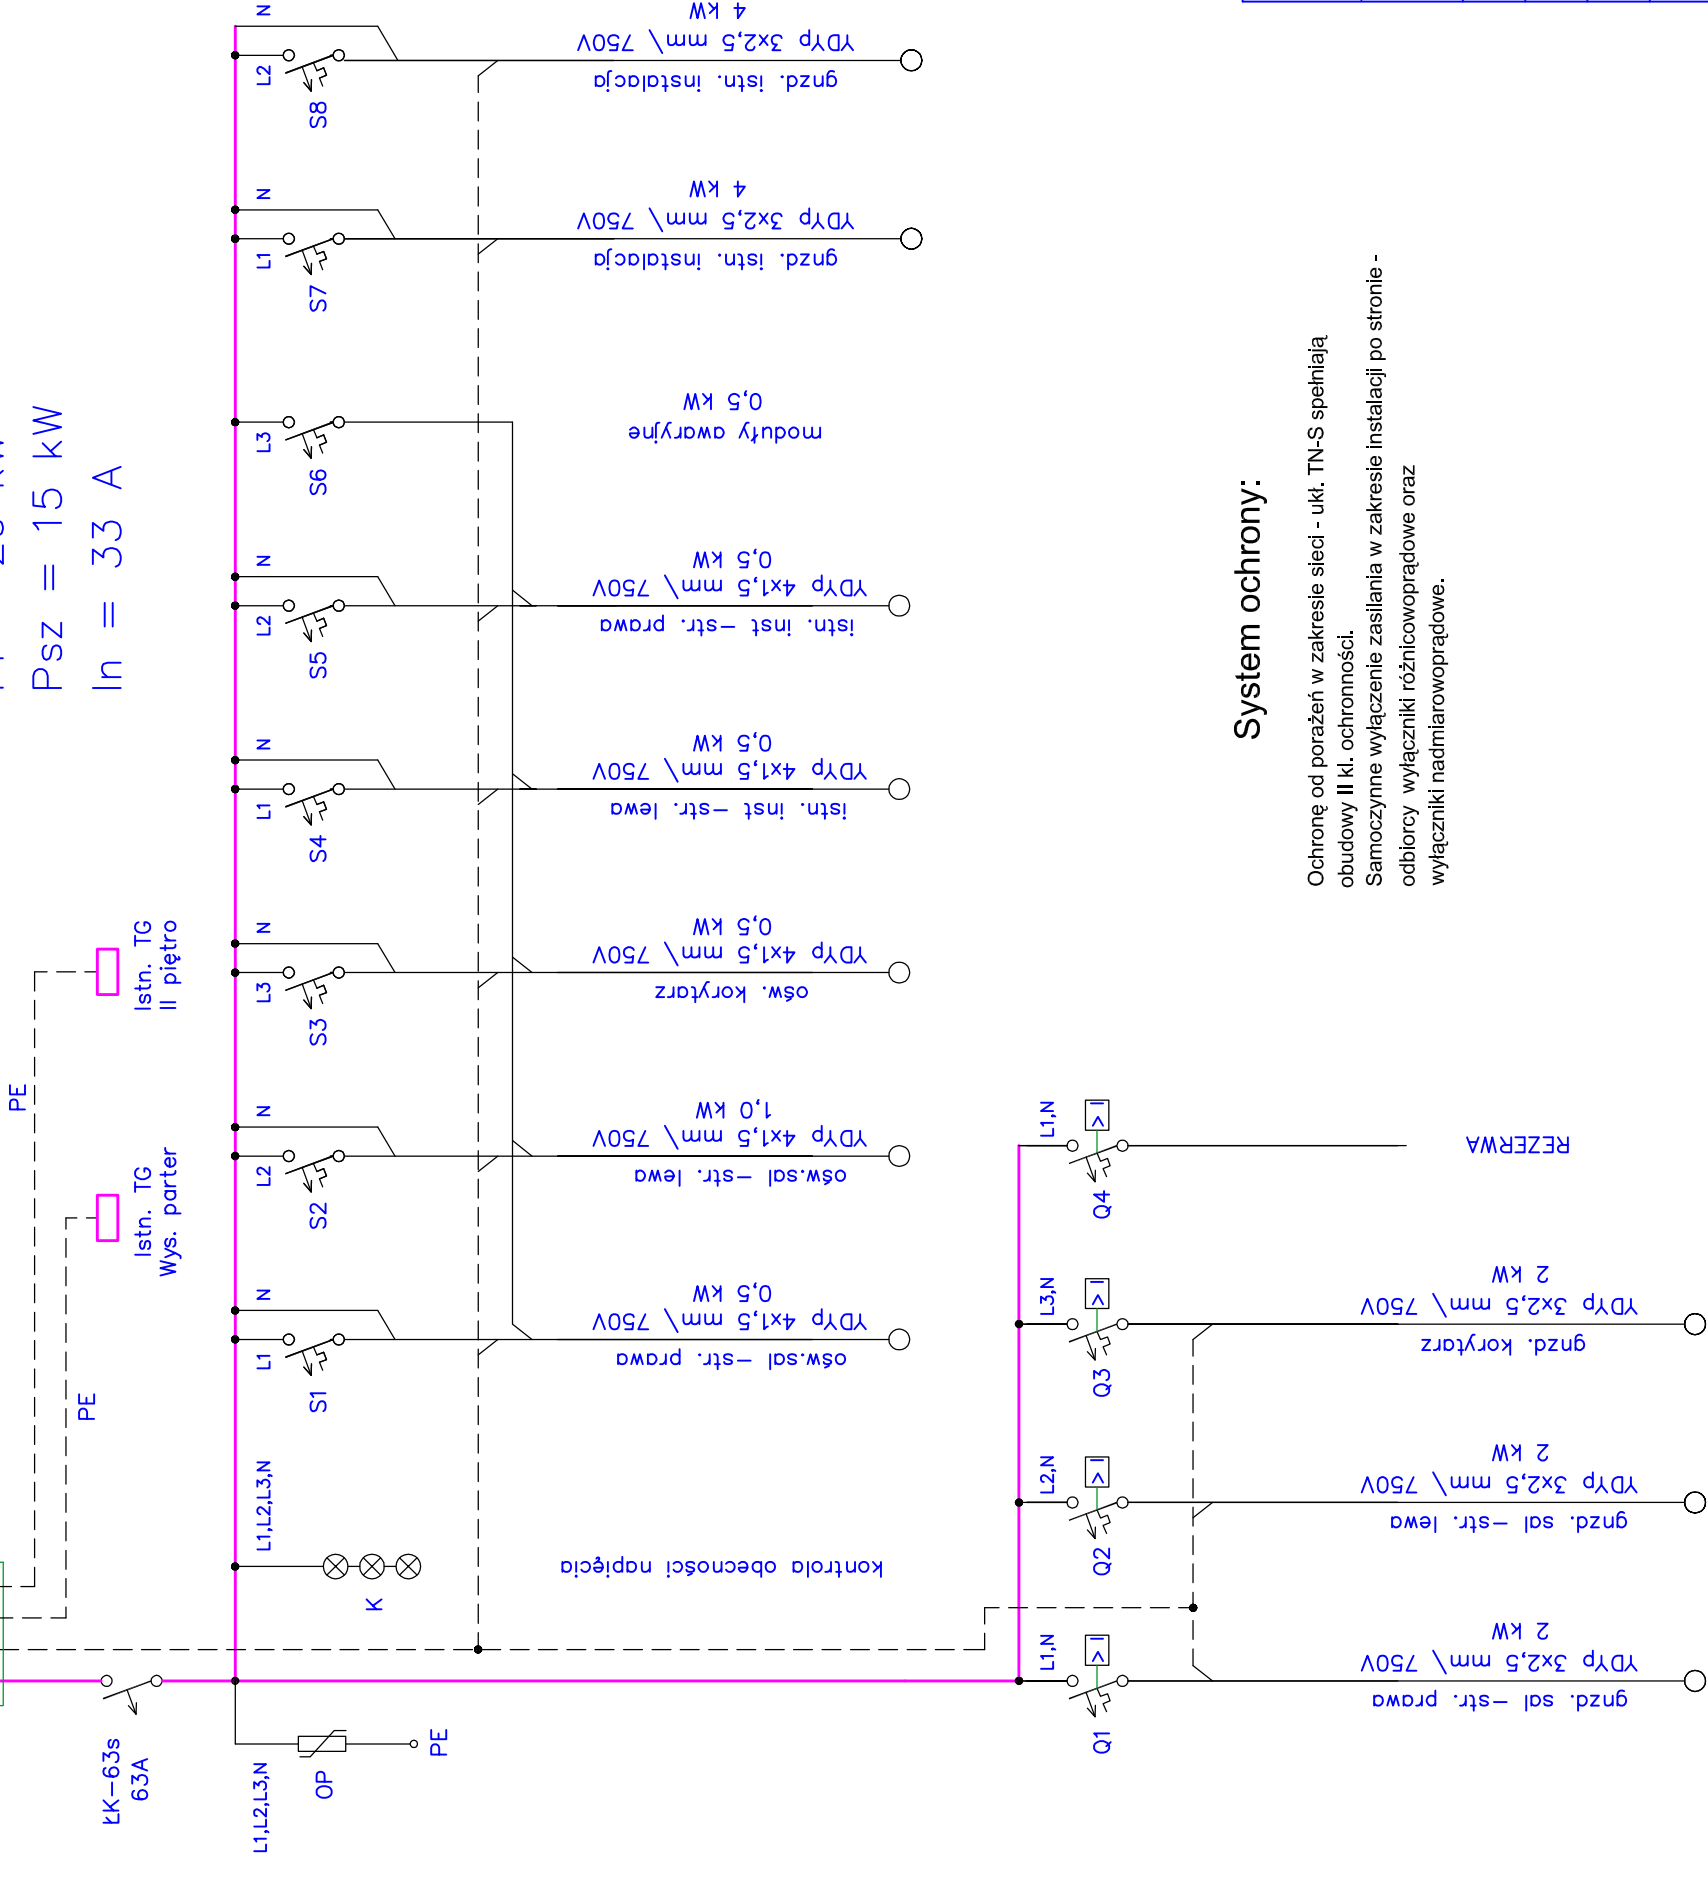 Psz = 15 kW
In = 33 A
PE
PE
Istn. TG
II piętro
Istn. TG
Wys. parter
ŁK-63s
63A
L1,L2,L3,N
OP
PE
L1,L2,L3,N
K
kontrola obecności napięcia
L1
N
S1
ośw.sal -str. prawa
YDYp 4x1,5 mm \ 750V
0,5 kW
L2
N
S2
ośw.sal -str. lewa
YDYp 4x1,5 mm \ 750V
1,0 kW
L3
N
S3
ośw. korytarz
YDYp 4x1,5 mm \ 750V
0,5 kW
L1
N
S4
istn. inst -str. lewa
YDYp 4x1,5 mm \ 750V
0,5 kW
L2
N
S5
istn. inst -str. prawa
YDYp 4x1,5 mm \ 750V
0,5 kW
L3
S6
moduły awaryjne
0,5 kW
L1
N
S7
gnzd. istn. instalacja
YDYp 3x2,5 mm \ 750V
4 kW
L2
N
S8
gnzd. istn. instalacja
YDYp 3x2,5 mm \ 750V
4 kW
L1,N
I >
Q1
gnzd. sal -str. prawa
YDYp 3x2,5 mm \ 750V
2 kW
L2,N
I >
Q2
gnzd. sal -str. lewa
YDYp 3x2,5 mm \ 750V
2 kW
L3,N
I >
Q3
gnzd. korytarz
YDYp 3x2,5 mm \ 750V
2 kW
L1,N
I >
Q4
REZERWA
System ochrony:
Ochronę od porażeń w zakresie sieci - ukł. TN-S spełniają
obudowy II kl. ochronności.
Samoczynne wyłączenie zasilania w zakresie instalacji po stronie -
odbiorcy wyłączniki różnicowoprądowe oraz
wyłączniki nadmiarowoprądowe.